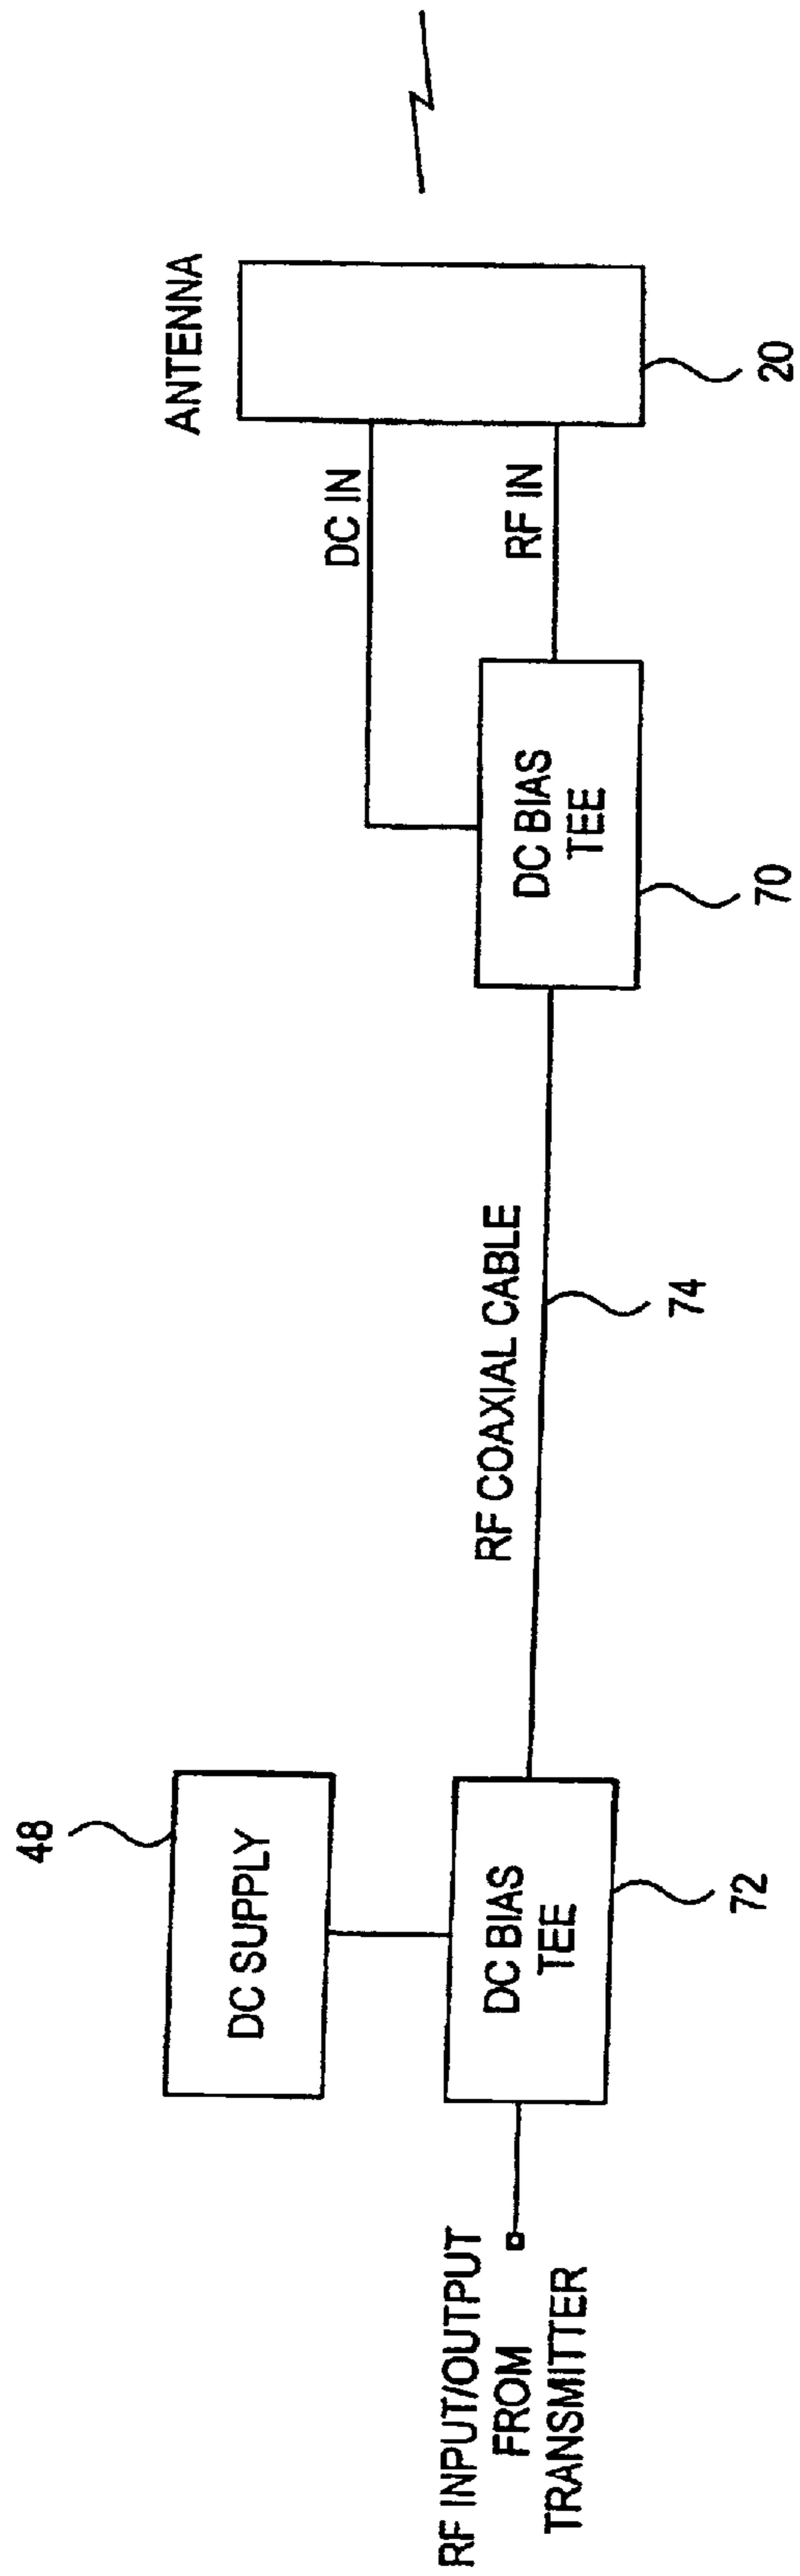 ANTENNA
20
DC IN
RF IN
DC BIAS
TEE
70
RF COAXIAL CABLE
74
48
DC SUPPLY
DC BIAS
TEE
72
RF INPUT/OUTPUT
FROM
TRANSMITTER